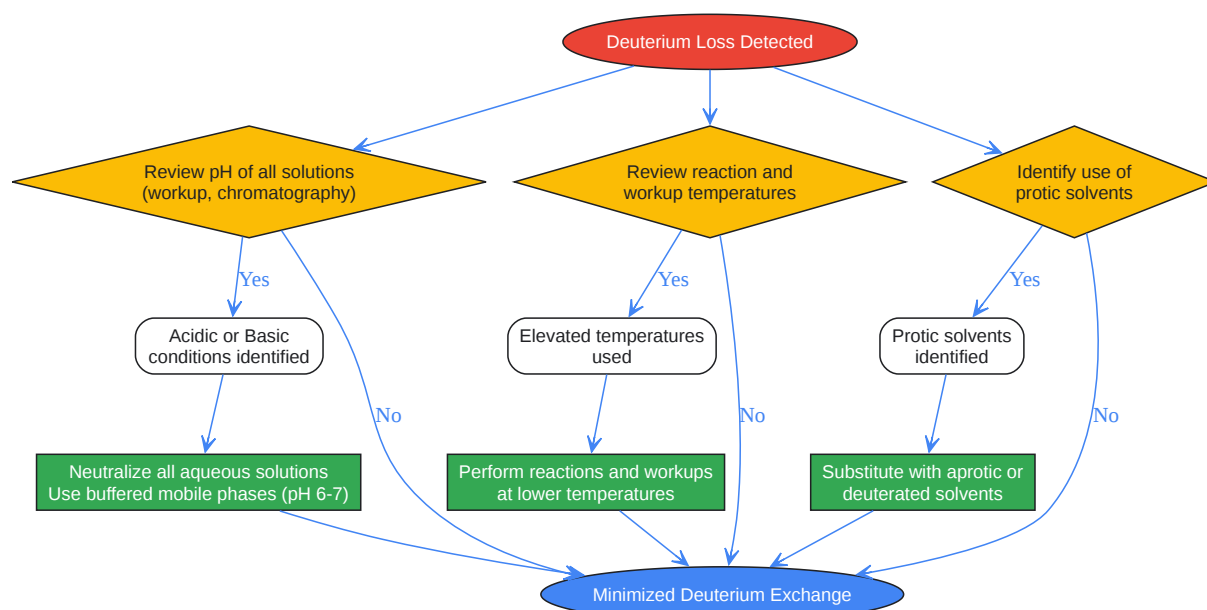 Deuterium Loss Detected
Review pH of all solutions
(workup, chromatography)
Review reaction and
workup temperatures
Identify use of
protic solvents
Yes
Yes
Yes
Acidic or Basic
conditions identified
Elevated temperatures
used
Protic solvents
identified
No
No
No
Neutralize all aqueous solutions
Use buffered mobile phases (pH 6-7)
Perform reactions and workups
at lower temperatures
Substitute with aprotic or
deuterated solvents
Minimized Deuterium Exchange